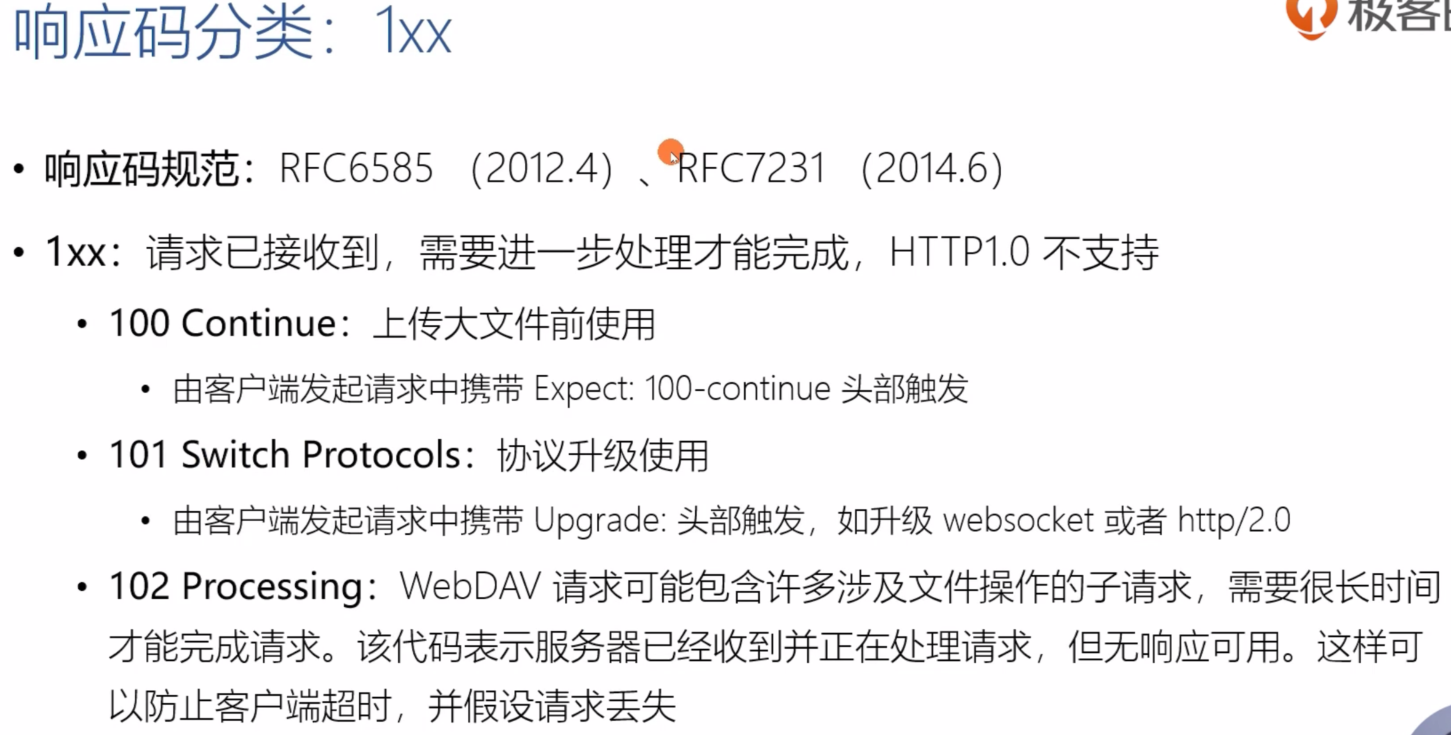 响应码分类：1xx
极客
• 响应码规范：RFC6585 （2012.4）、RFC7231 （2014.6）
• 1xx：请求已接收到，需要进一步处理才能完成，HTTP1.0 不支持
• 100 Continue：上传大文件前使用
• 由客户端发起请求中携带 Expect: 100-continue 头部触发
• 101 Switch Protocols：协议升级使用
• 由客户端发起请求中携带 Upgrade: 头部触发，如升级 websocket 或者 http/2.0
• 102 Processing：WebDAV 请求可能包含许多涉及文件操作的子请求，需要很长时间
才能完成请求。该代码表示服务器已经收到并正在处理请求，但无响应可用。这样可
以防止客户端超时，并假设请求丢失